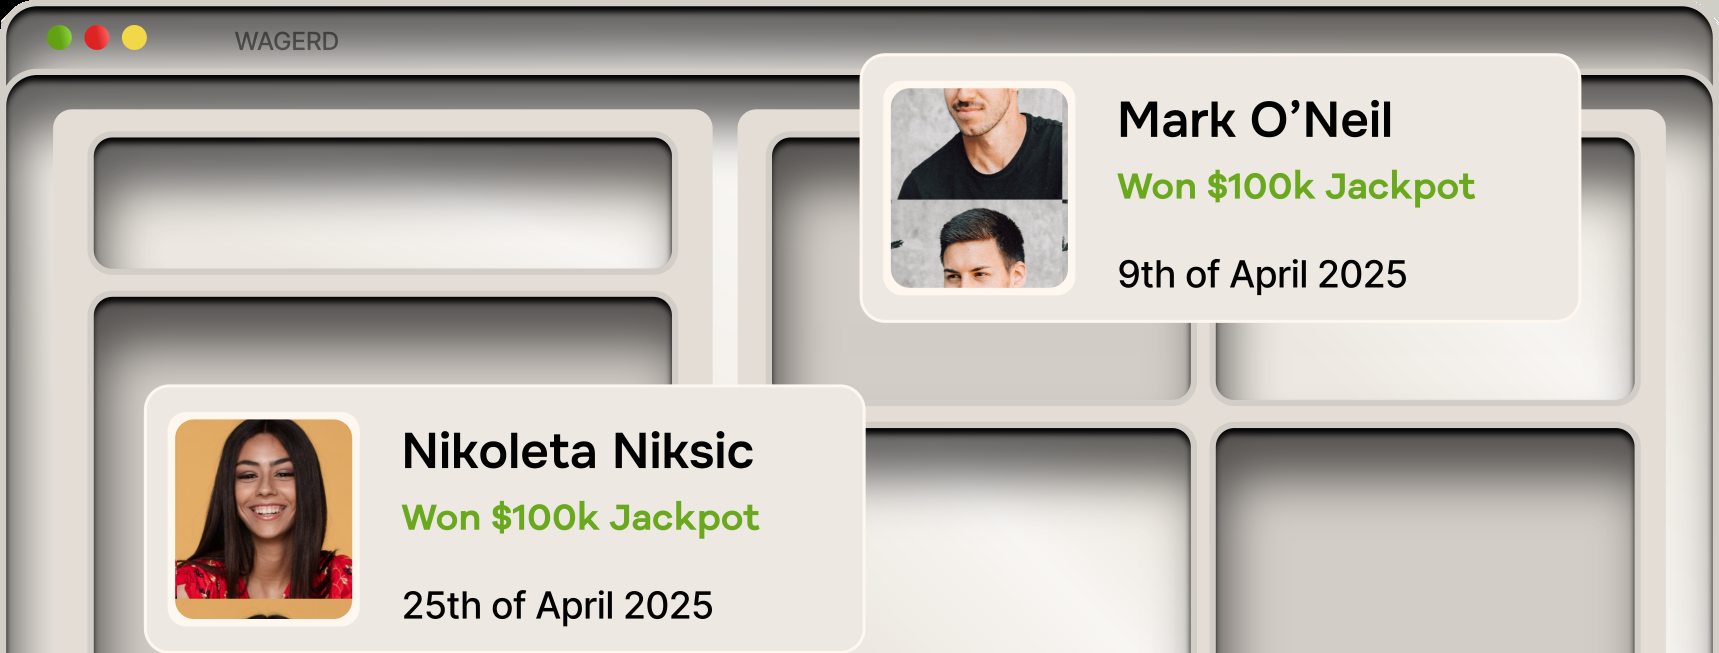 WAGERD
Mark O’Neil
Won $100k Jackpot
9th of April 2025
Nikoleta Niksic
Won $100k Jackpot
25th of April 2025